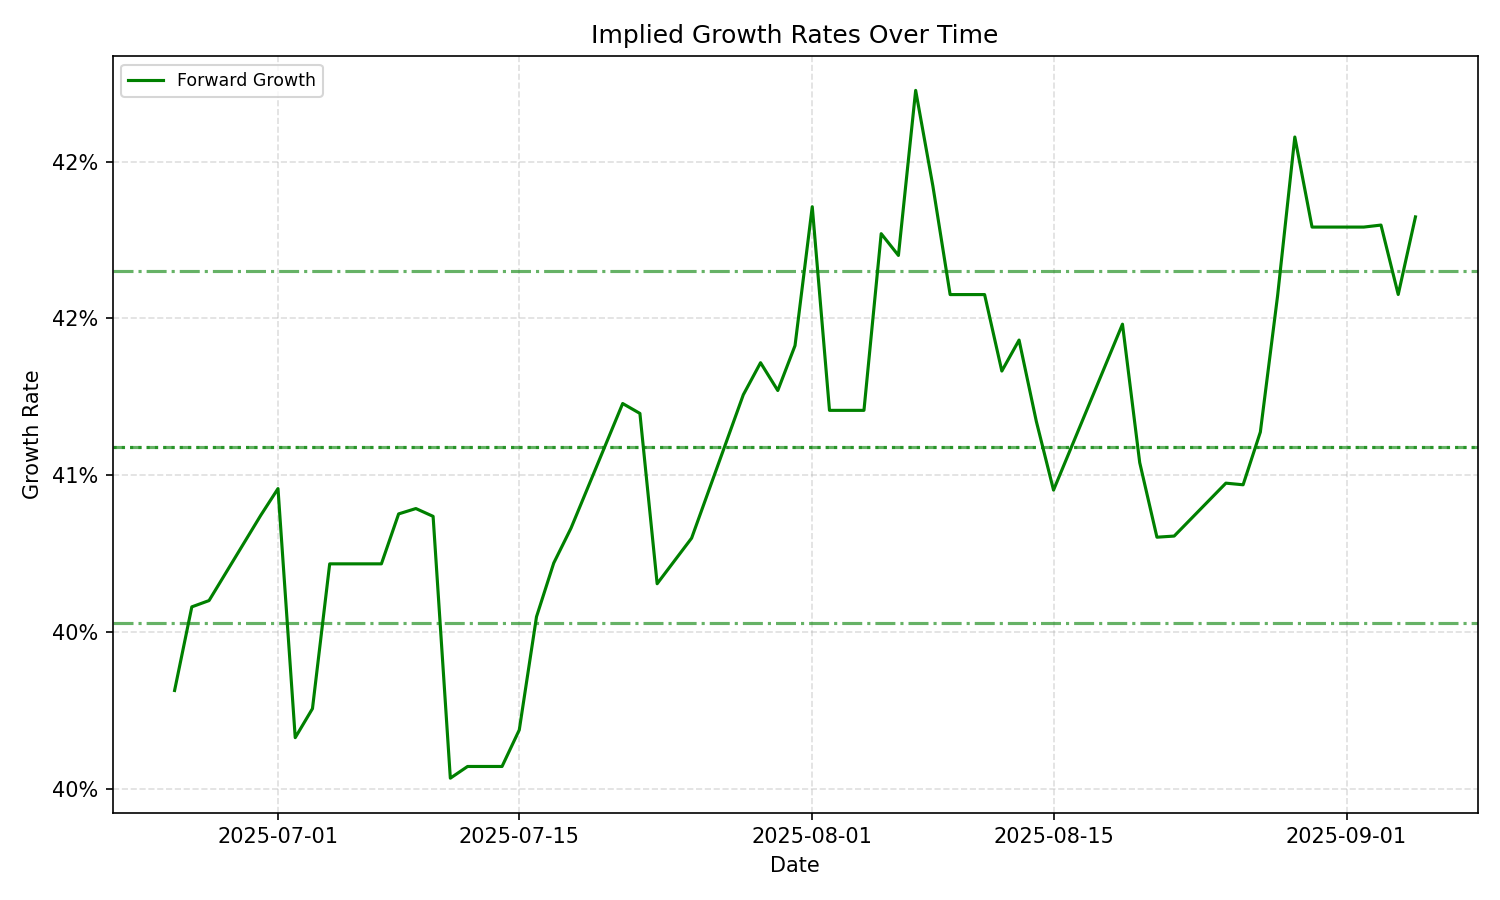 Implied Growth Rates Over Time
Forward Growth
42%
42%
41%
40%
40%
Growth Rate
2025-07-01
2025-07-15
2025-08-01
2025-08-15
2025-09-01
Date